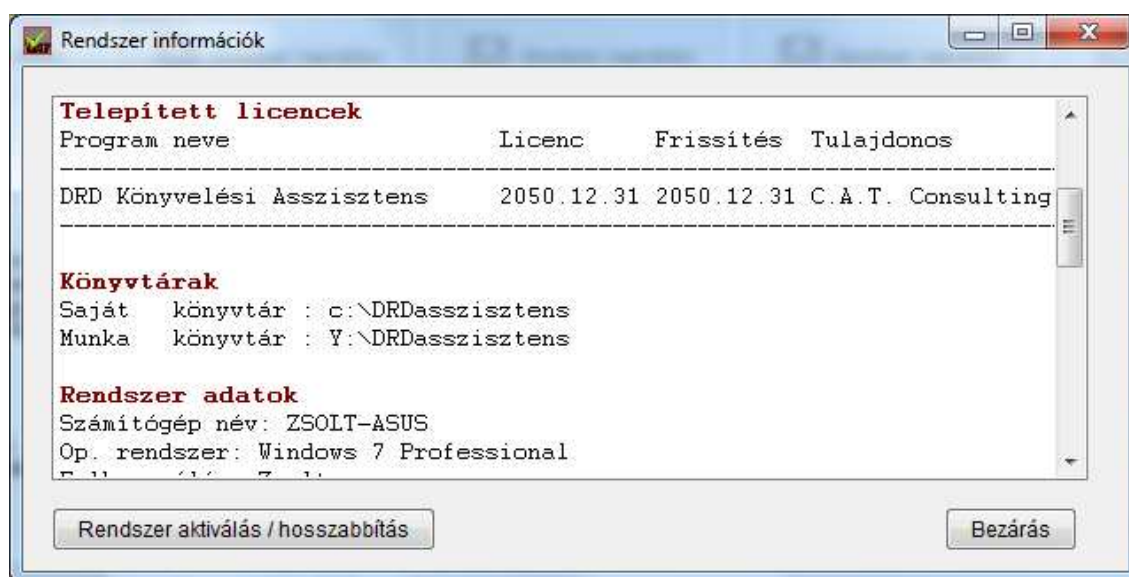 Rendszer információk
Telepített licencek
Program neve Licenc Frissítés Tulajdonos
DRD Könyvelési Asszisztens 2050.12.31 2050.12.31 C.A.T. Consulting
Könyvtárak
Saját könyvtár : c:\DRDasszisztens
Munka könyvtár : Y:\DRDasszisztens
Rendszer adatok
Számítógép név: ZSOLT-ASUS
Op. rendszer: Windows 7 Professional
Rendszer aktiválás / hosszabbítás Bezárás